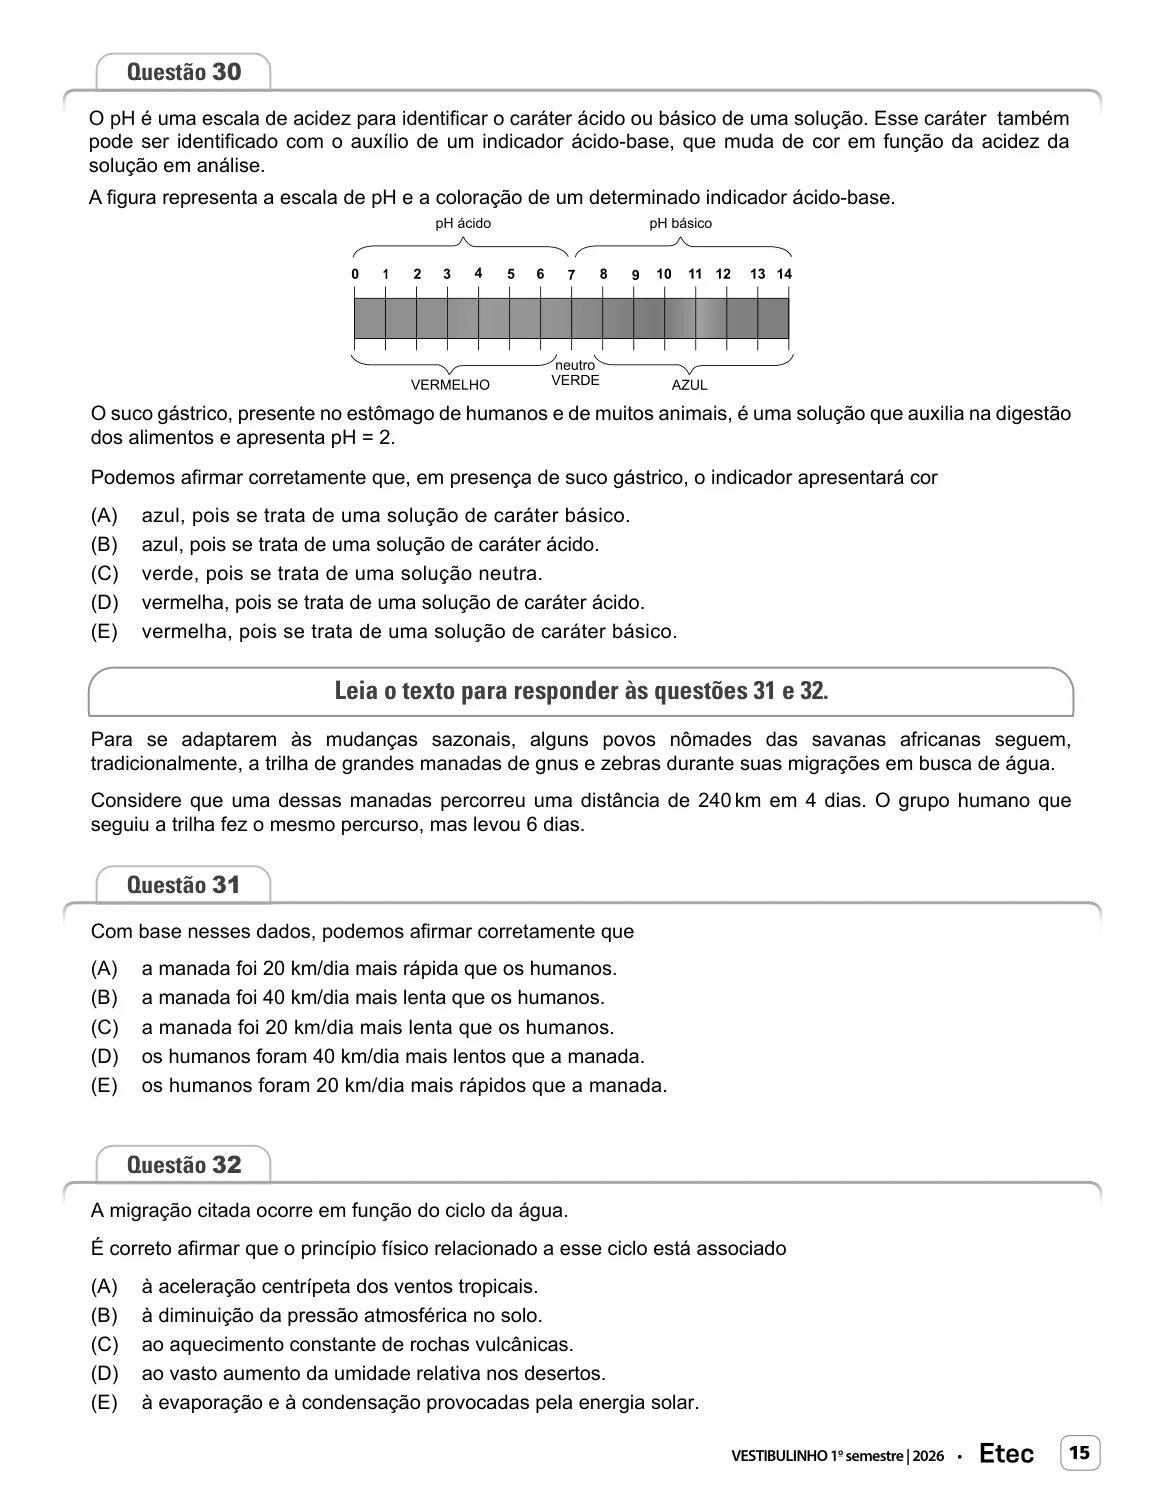 Questão 30
O pH é uma escala de acidez para identificar o caráter ácido ou básico de uma solução. Esse caráter também
pode ser identificado com o auxílio de um indicador ácido-base, que muda de cor em função da acidez da
solução em análise.
A figura representa a escala de pH e a coloração de um determinado indicador ácido-base.
pH ácido pH básico
0 1 2 3 4 5 6 7 8 9 10 11 12 13 14
neutro
VERMELHO VERDE AZUL
O suco gástrico, presente no estômago de humanos e de muitos animais, é uma solução que auxilia na digestão
dos alimentos e apresenta pH = 2.
Podemos afirmar corretamente que, em presença de suco gástrico, o indicador apresentará cor
(A) azul, pois se trata de uma solução de caráter básico.
(B) azul, pois se trata de uma solução de caráter ácido.
(C) verde, pois se trata de uma solução neutra.
(D) vermelha, pois se trata de uma solução de caráter ácido.
(E) vermelha, pois se trata de uma solução de caráter básico.
Leia o texto para responder às questões 31 e 32.
Para se adaptarem às mudanças sazonais, alguns povos nômades das savanas africanas seguem,
tradicionalmente, a trilha de grandes manadas de gnus e zebras durante suas migrações em busca de água.
Considere que uma dessas manadas percorreu uma distância de 240 km em 4 dias. O grupo humano que
seguiu a trilha fez o mesmo percurso, mas levou 6 dias.
Questão 31
Com base nesses dados, podemos afirmar corretamente que
(A) a manada foi 20 km/dia mais rápida que os humanos.
(B) a manada foi 40 km/dia mais lenta que os humanos.
(C) a manada foi 20 km/dia mais lenta que os humanos.
(D) os humanos foram 40 km/dia mais lentos que a manada.
(E) os humanos foram 20 km/dia mais rápidos que a manada.
Questão 32
A migração citada ocorre em função do ciclo da água.
É correto afirmar que o princípio físico relacionado a esse ciclo está associado
(A) à aceleração centrípeta dos ventos tropicais.
(B) à diminuição da pressão atmosférica no solo.
(C) ao aquecimento constante de rochas vulcânicas.
(D) ao vasto aumento da umidade relativa nos desertos.
(E) à evaporação e à condensação provocadas pela energia solar.
VESTIBULINHO 1º semestre | 2026 • Etec 15